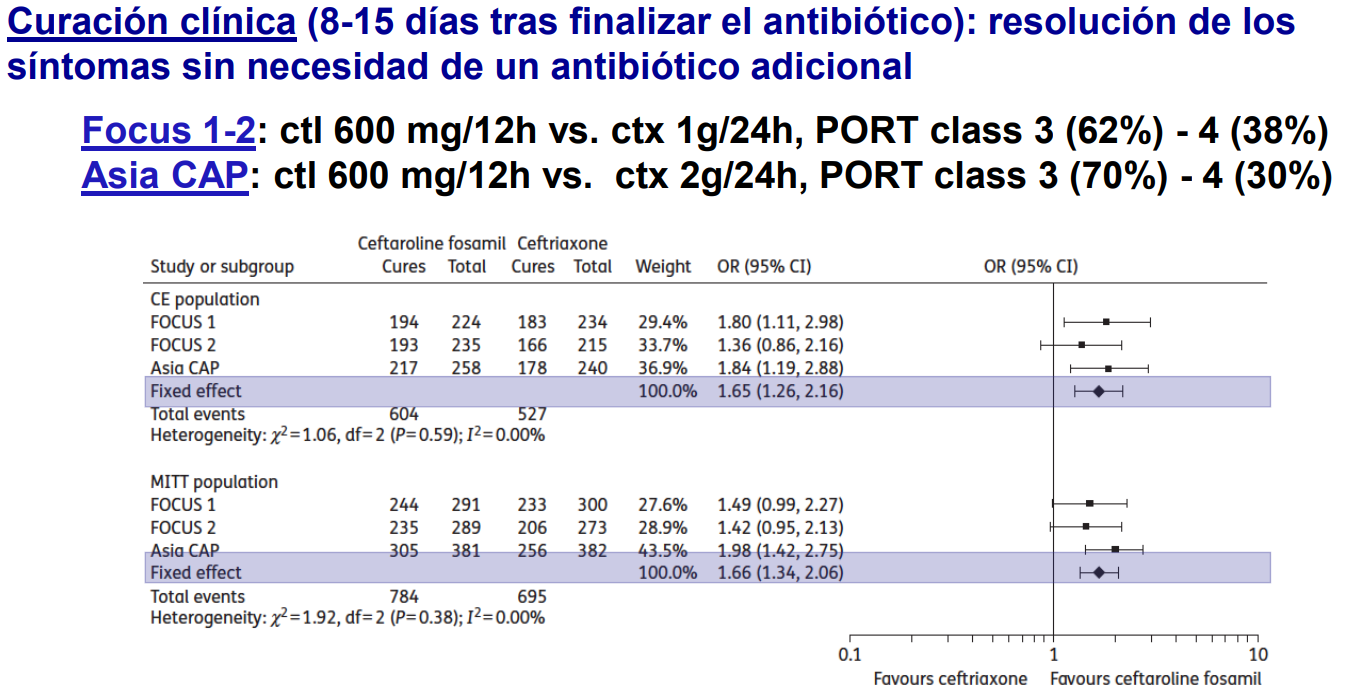 Curación clínica (8-15 días tras finalizar el antibiótico): resolución de los
síntomas sin necesidad de un antibiótico adicional
Focus 1-2: ctl 600 mg/12h vs. ctx 1g/24h, PORT class 3 (62%) - 4 (38%)
Asia CAP: ctl 600 mg/12h vs. ctx 2g/24h, PORT class 3 (70%) - 4 (30%)
Ceftaroline fosamil Ceftriaxone
Study or subgroup Cures Total Cures Total Weight OR (95% CI) OR (95% CI)
CE population
FOCUS 1 194 224 183 234 29.4% 1.80 (1.11, 2.98)
FOCUS 2 193 235 166 215 33.7% 1.36 (0.86, 2.16)
Asia CAP 217 258 178 240 36.9% 1.84 (1.19, 2.88)
Fixed effect 100.0% 1.65 (1.26, 2.16)
Total events 604 527
Heterogeneity: χ²=1.06, df=2 (P=0.59); I²=0.00%
MITT population
FOCUS 1 244 291 233 300 27.6% 1.49 (0.99, 2.27)
FOCUS 2 235 289 206 273 28.9% 1.42 (0.95, 2.13)
Asia CAP 305 381 256 382 43.5% 1.98 (1.42, 2.75)
Fixed effect 100.0% 1.66 (1.34, 2.06)
Total events 784 695
Heterogeneity: χ²=1.92, df=2 (P=0.38); I²=0.00%
0.1 1 10
Favours ceftriaxone Favours ceftaroline fosamil